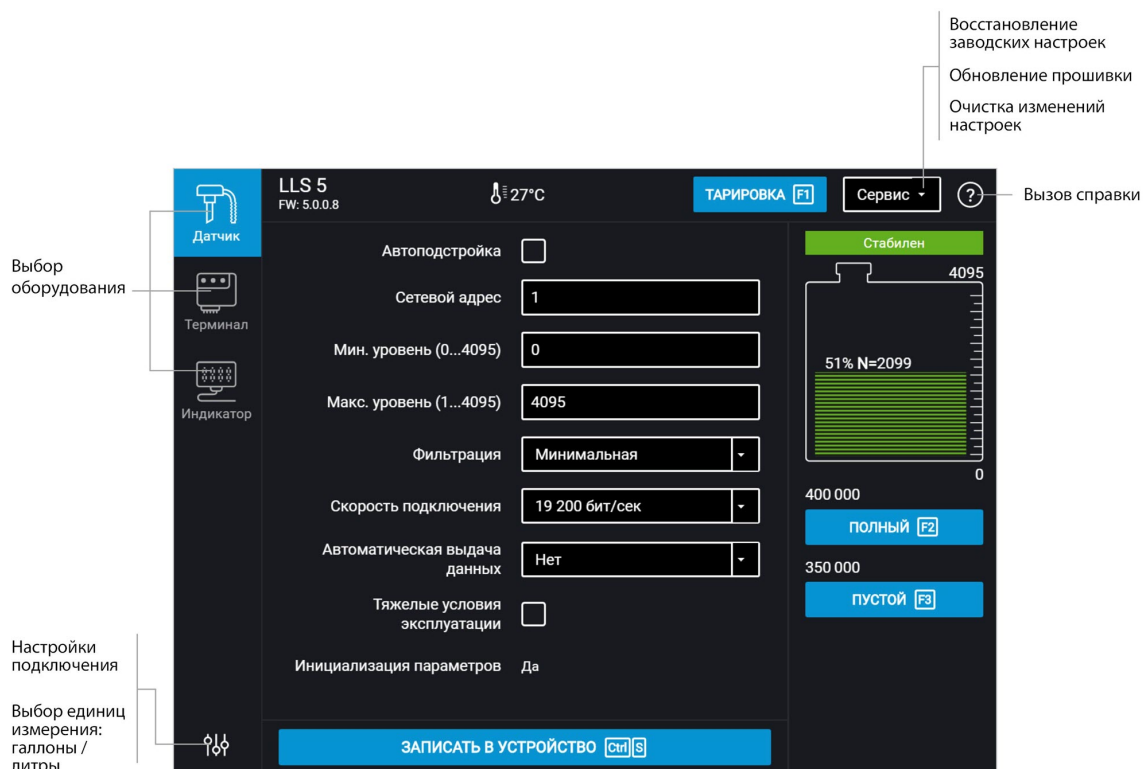 Восстановление
заводских настроек
Обновление прошивки
Очистка изменений
настроек
LLS 5
FW: 5.0.0.8
27°C
ТАРИРОВКА F1
Сервис
?
Вызов справки
Датчик
Терминал
Индикатор
Выбор
оборудования
Автоподстройка
Сетевой адрес
1
Мин. уровень (0...4095)
0
Макс. уровень (1...4095)
4095
Фильтрация
Минимальная
Скорость подключения
19 200 бит/сек
Автоматическая выдача
данных
Нет
Тяжелые условия
эксплуатации
Инициализация параметров
Да
Стабилен
4095
51% N=2099
0
400 000
ПОЛНЫЙ F2
350 000
ПУСТОЙ F3
Настройки
подключения
Выбор единиц
измерения:
галлоны /
литры
ЗАПИСАТЬ В УСТРОЙСТВО Ctrl S